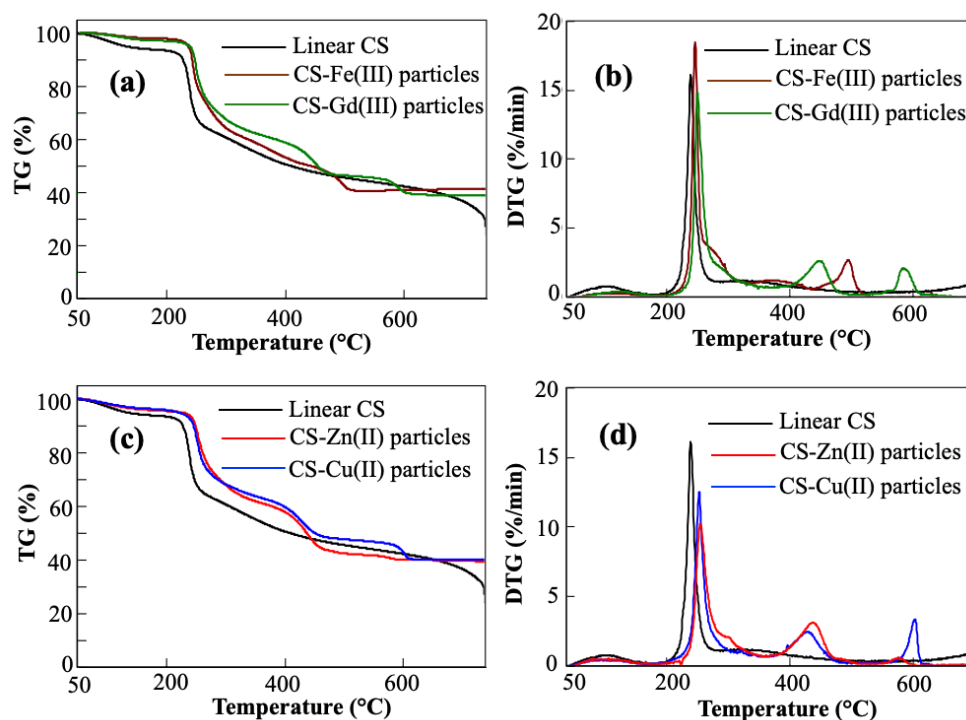 (a)
TG (%)
100
80
60
40
20
0
Linear CS
CS-Fe(III) particles
CS-Gd(III) particles
50 200 400 600
Temperature (°C)
(b)
DTG (%/min)
20
15
10
5
0
Linear CS
CS-Fe(III) particles
CS-Gd(III) particles
50 200 400 600
Temperature (°C)
(c)
TG (%)
100
80
60
40
20
0
Linear CS
CS-Zn(II) particles
CS-Cu(II) particles
50 200 400 600
Temperature (°C)
(d)
DTG (%/min)
20
15
10
5
0
Linear CS
CS-Zn(II) particles
CS-Cu(II) particles
50 200 400 600
Temperature (°C)